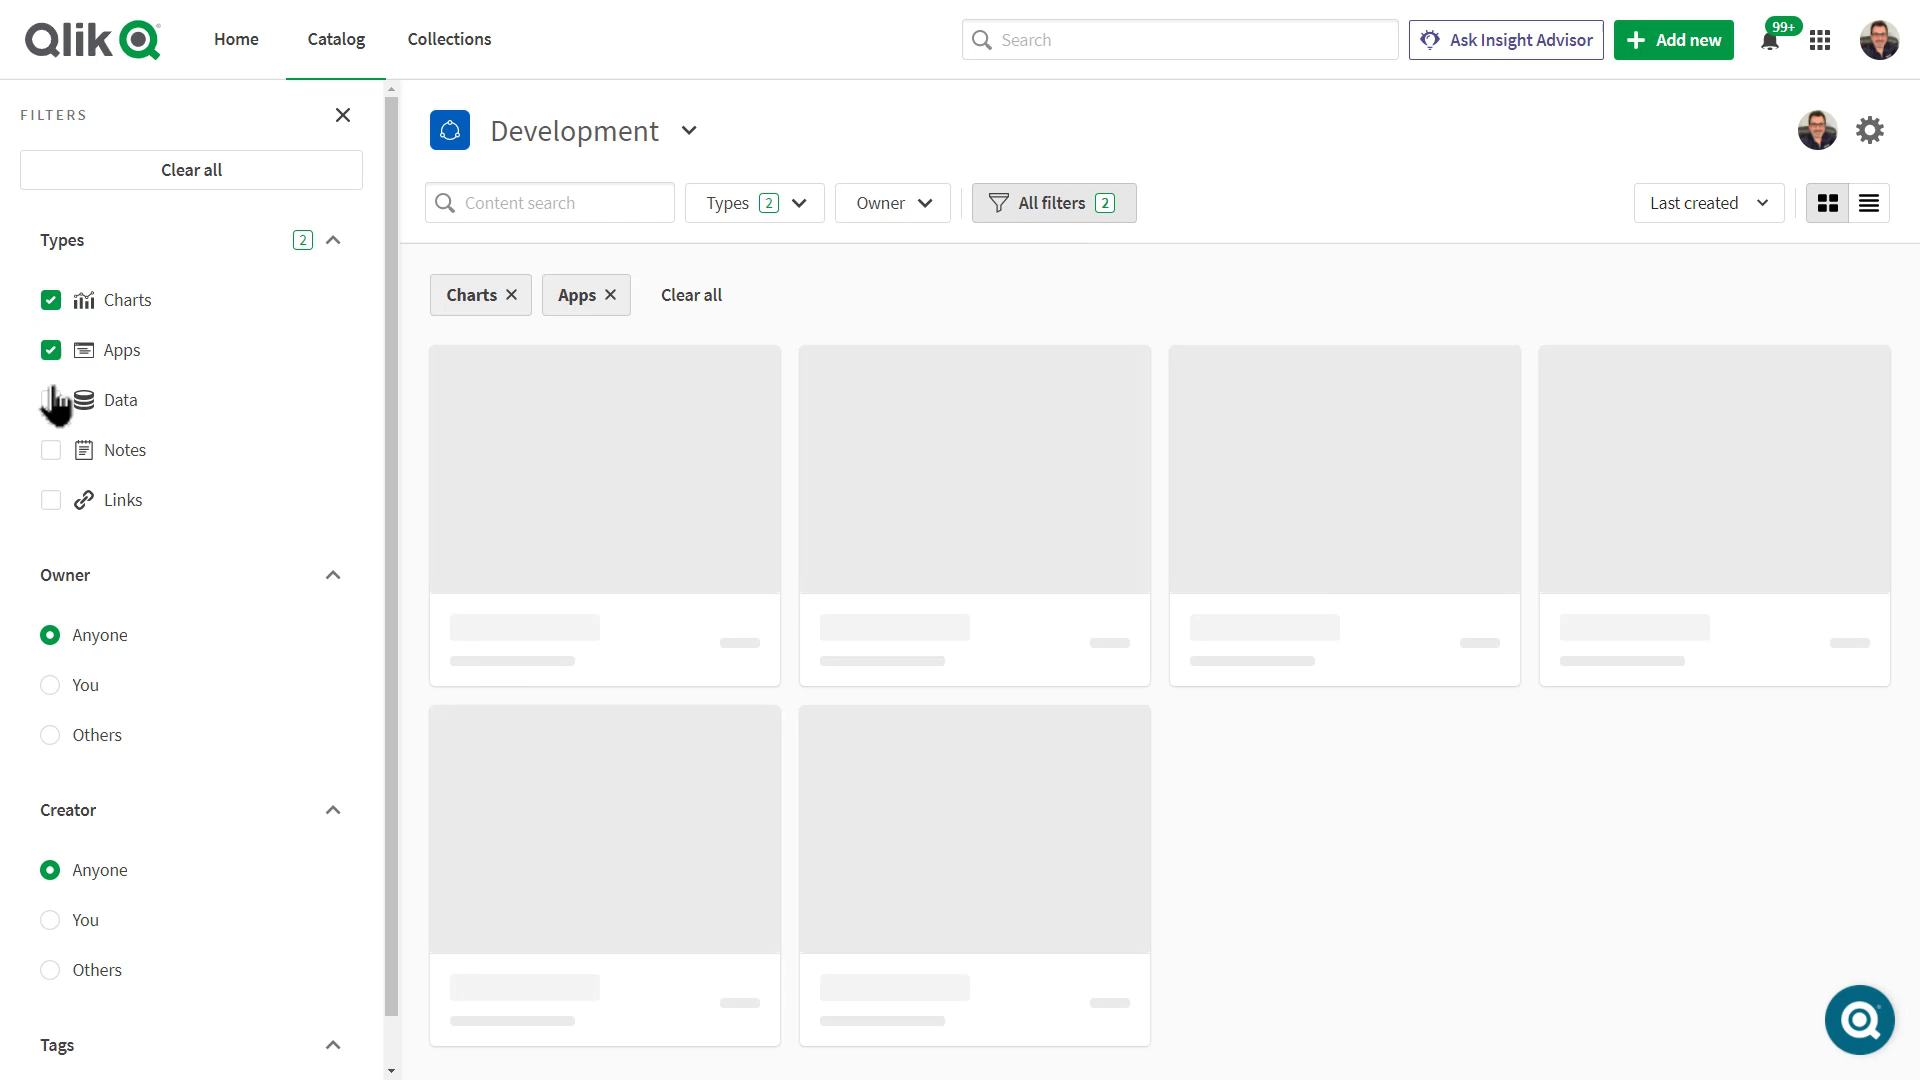 Qlik
Home
Catalog
Collections
Search
Ask Insight Advisor
Add new
99+
FILTERS
Clear all
Types
2
Charts
Apps
Data
Notes
Links
Owner
Anyone
You
Others
Creator
Anyone
You
Others
Tags
Development
Content search
Types 2
Owner
All filters 2
Last created
Charts
Apps
Clear all